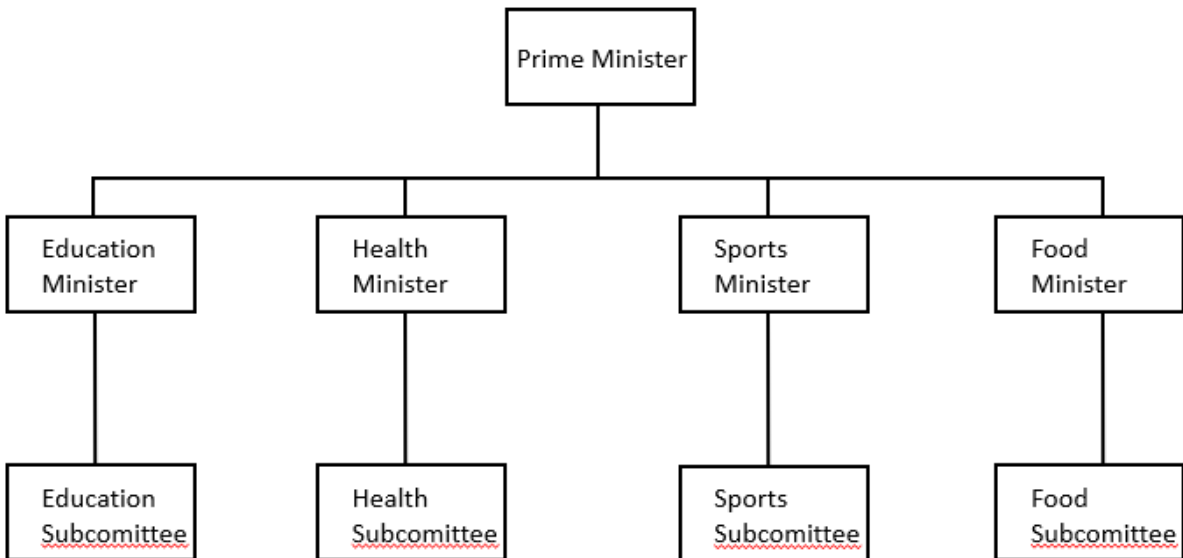 Prime Minister
Education
Minister
Health
Minister
Sports
Minister
Food
Minister
Education
Subcomittee
Health
Subcomittee
Sports
Subcomittee
Food
Subcomittee